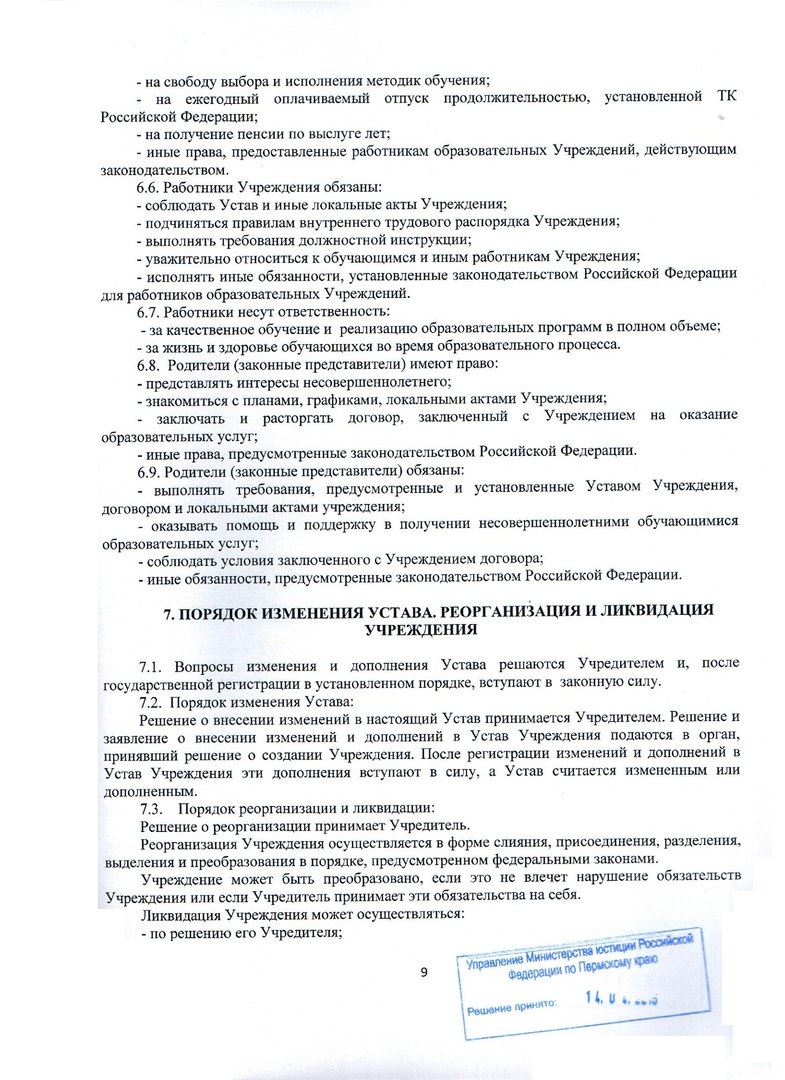 - на свободу выбора и исполнения методик обучения;
- на ежегодный оплачиваемый отпуск продолжительностью, установленной ТК
Российской Федерации;
- на получение пенсии по выслуге лет;
- иные права, предоставленные работникам образовательных Учреждений, действующим
законодательством.
6.6. Работники Учреждения обязаны:
- соблюдать Устав и иные локальные акты Учреждения;
- подчиняться правилам внутреннего трудового распорядка Учреждения;
- выполнять требования должностной инструкции;
- уважительно относиться к обучающимся и иным работникам Учреждения;
- исполнять иные обязанности, установленные законодательством Российской Федерации
для работников образовательных Учреждений.
6.7. Работники несут ответственность:
- за качественное обучение и реализацию образовательных программ в полном объеме;
- за жизнь и здоровье обучающихся во время образовательного процесса.
6.8. Родители (законные представители) имеют право:
- представлять интересы несовершеннолетнего;
- знакомиться с планами, графиками, локальными актами Учреждения;
- заключать и расторгать договор, заключенный с Учреждением на оказание
образовательных услуг;
- иные права, предусмотренные законодательством Российской Федерации.
6.9. Родители (законные представители) обязаны:
- выполнять требования, предусмотренные и установленные Уставом Учреждения,
договором и локальными актами учреждения;
- оказывать помощь и поддержку в получении несовершеннолетними обучающимися
образовательных услуг;
- соблюдать условия заключенного с Учреждением договора;
- иные обязанности, предусмотренные законодательством Российской Федерации.
7. ПОРЯДОК ИЗМЕНЕНИЯ УСТАВА. РЕОРГАНИЗАЦИЯ И ЛИКВИДАЦИЯ
УЧРЕЖДЕНИЯ
7.1. Вопросы изменения и дополнения Устава решаются Учредителем и, после
государственной регистрации в установленном порядке, вступают в законную силу.
7.2. Порядок изменения Устава:
Решение о внесении изменений в настоящий Устав принимается Учредителем. Решение и
заявление о внесении изменений и дополнений в Устав Учреждения подаются в орган,
принявший решение о создании Учреждения. После регистрации изменений и дополнений в
Устав Учреждения эти дополнения вступают в силу, а Устав считается измененным или
дополненным.
7.3. Порядок реорганизации и ликвидации:
Решение о реорганизации принимает Учредитель.
Реорганизация Учреждения осуществляется в форме слияния, присоединения, разделения,
выделения и преобразования в порядке, предусмотренном федеральными законами.
Учреждение может быть преобразовано, если это не влечет нарушение обязательств
Учреждения или если Учредитель принимает эти обязательства на себя.
Ликвидация Учреждения может осуществляться:
- по решению его Учредителя;
9
Управление Министерства юстиции Российской
Федерации по Пермскому краю
Решение принято: 14.